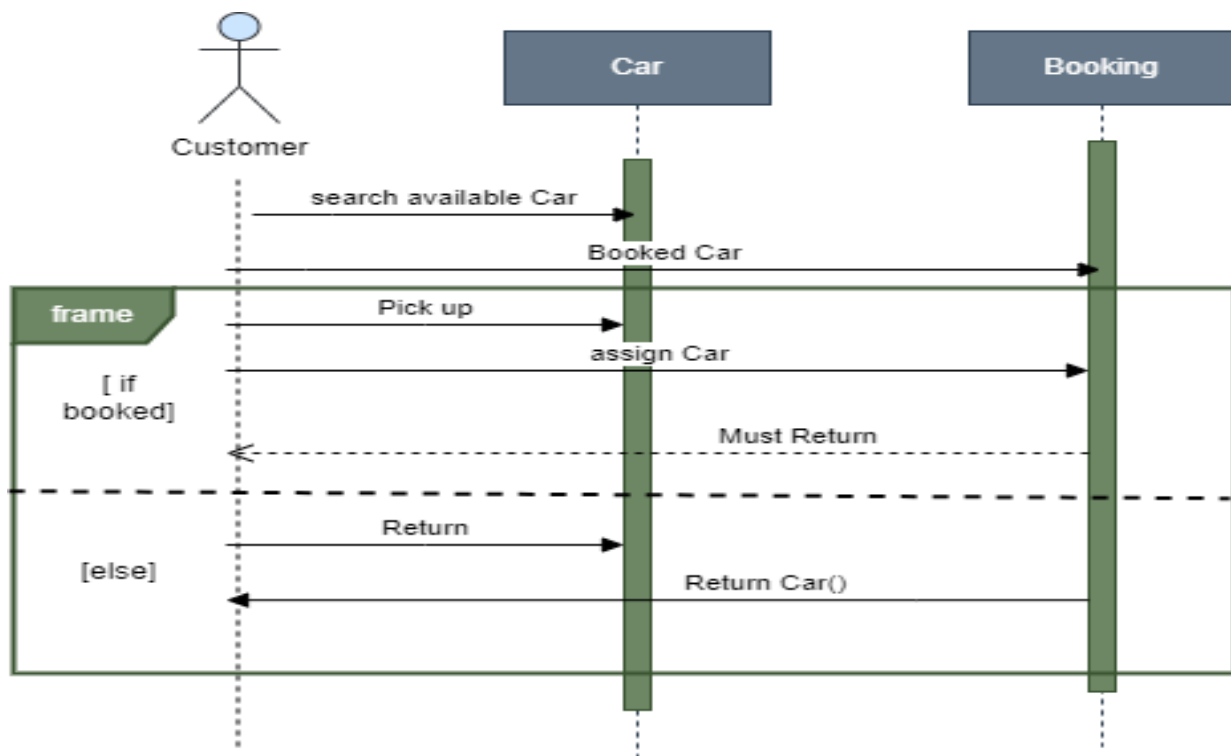 Car
Booking
Customer
search available Car
Booked Car
frame
Pick up
assign Car
[ if
booked]
Must Return
Return
[else]
Return Car()